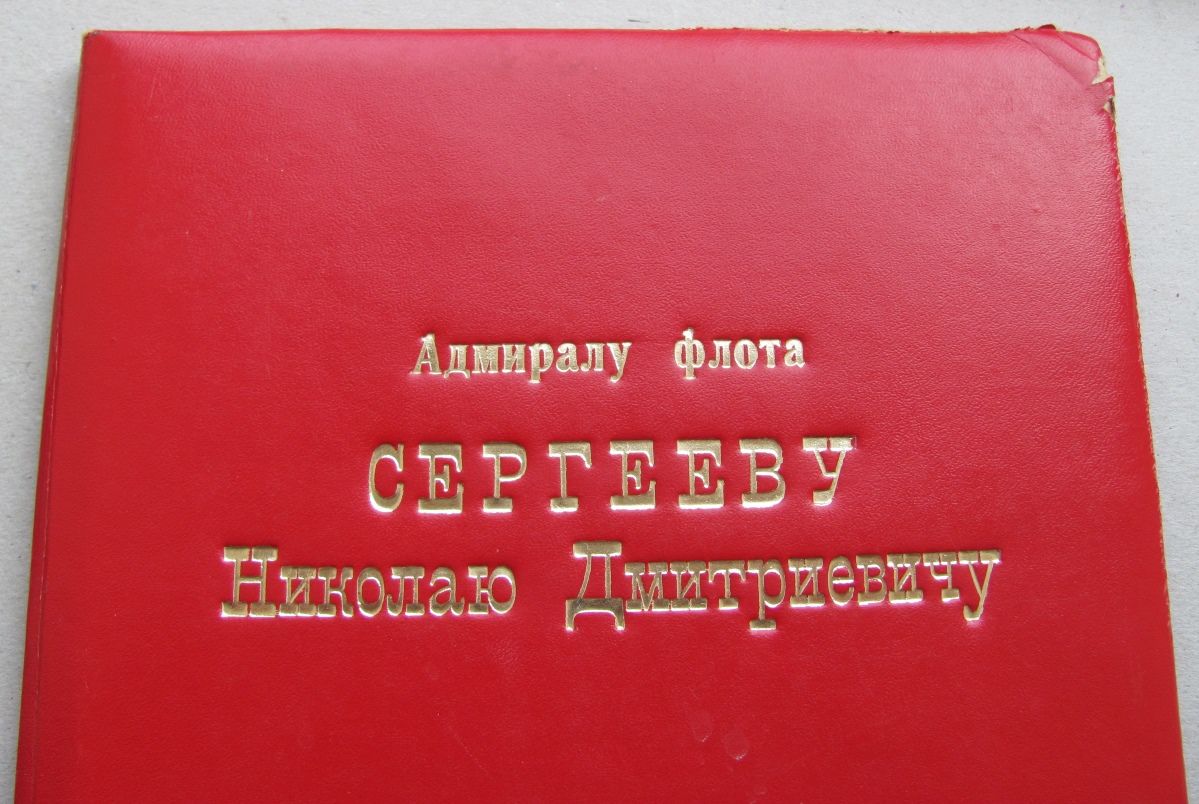 Адмиралу флота
СЕРГЕЕВУ
Николаю Дмитриевичу